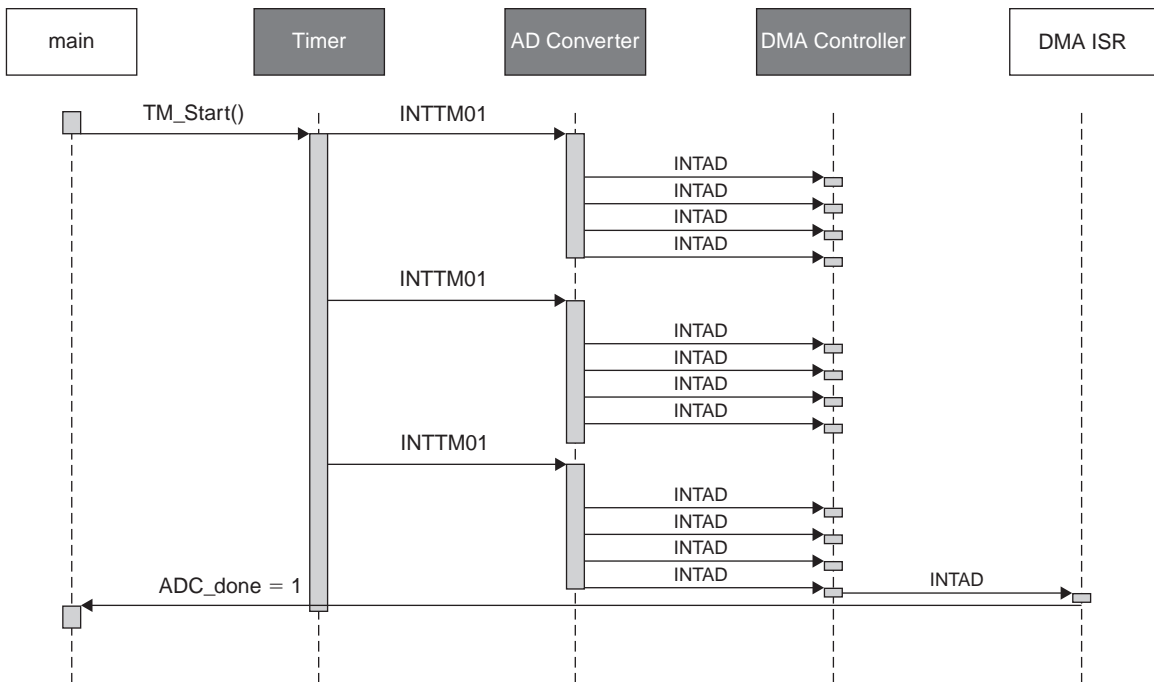 main
Timer
AD Converter
DMA Controller
DMA ISR
TM_Start()
INTTM01
INTAD
INTAD
INTAD
INTAD
INTTM01
INTAD
INTAD
INTAD
INTAD
INTTM01
INTAD
INTAD
INTAD
INTAD
INTAD
ADC_done = 1